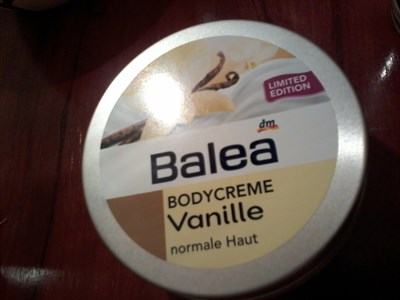 LIMITED
EDITION
dm
Balea
BODYCREME
Vanille
normale Haut